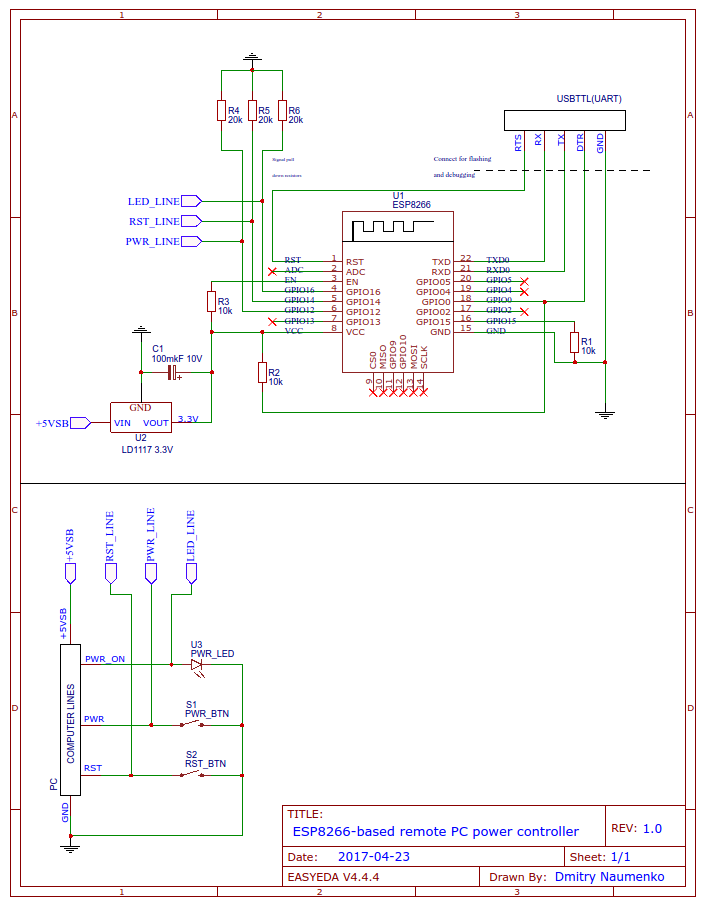 1 2 3
A A
B B
C C
D D
1 2 3
USBTTL(UART)
RTS RX TX DTR GND
R4 20k
R5 20k
R6 20k
Signal pull
down resistors
Connect for flashing
and debugging
LED_LINE
RST_LINE
PWR_LINE
U1
ESP8266
RST 1 RST
ADC 2 ADC
EN 3 EN
GPIO16 4 GPIO16
GPIO14 5 GPIO14
GPIO12 6 GPIO12
GPIO13 7 GPIO13
VCC 8 VCC
TXD 22 TXD0
RXD 21 RXD0
GPIO05 20 GPIO5
GPIO04 19 GPIO4
GPIO0 18 GPIO0
GPIO02 17 GPIO2
GPIO15 16 GPIO15
GND 15 GND
CS0 MISO GPIO9 GPIO10 MOSI SCLK
9 10 11 12 13 14
R3
10k
R2
10k
R1
10k
C1
100mkF 10V
+
+5VSB
GND
VIN VOUT 3.3V
U2
LD1117 3.3V
+5VSB RST_LINE PWR_LINE LED_LINE
+5VSB
PWR_ON
U3
PWR_LED
COMPUTER LINES
PWR
S1
PWR_BTN
RST
S2
RST_BTN
PC
GND
TITLE:
ESP8266-based remote PC power controller
REV: 1.0
Date: 2017-04-23
Sheet: 1/1
EASYEDA V4.4.4
Drawn By: Dmitry Naumenko